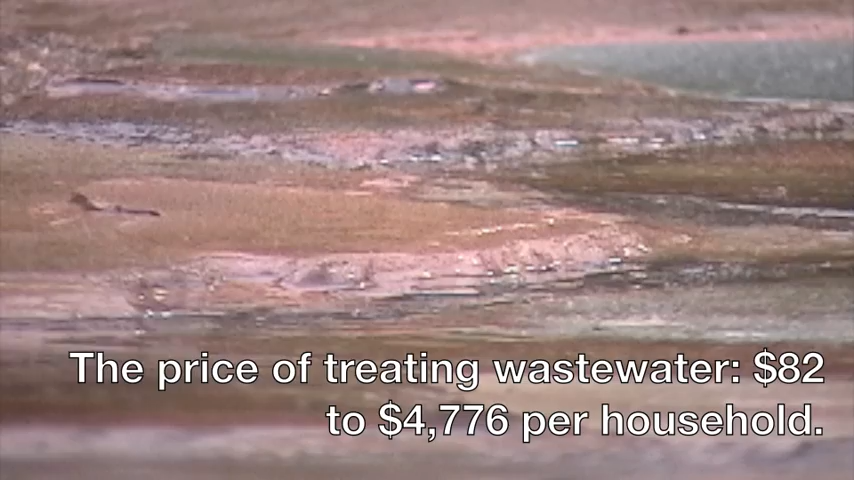 The price of treating wastewater: $82
to $4,776 per household.